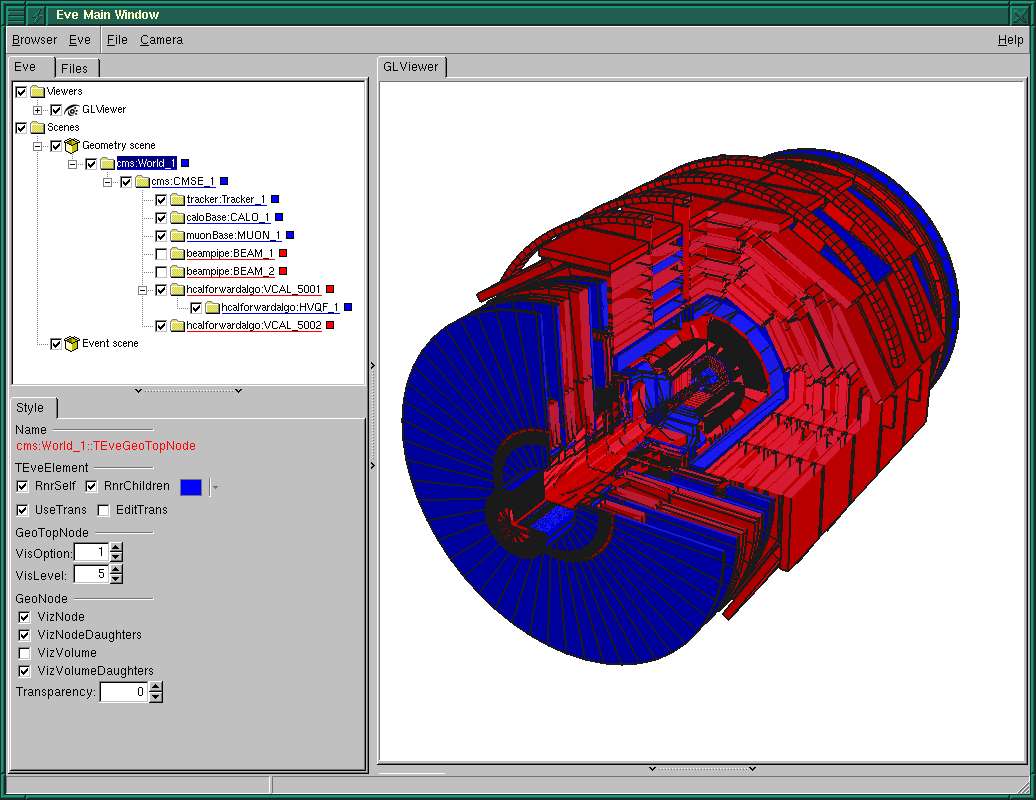 Eve Main Window
Browser Eve File Camera Help
Eve Files
GLViewer
Viewers
GLViewer
Scenes
Geometry scene
cms:World_1
cms:CMSE_1
tracker:Tracker_1
caloBase:CALO_1
muonBase:MUON_1
beampipe:BEAM_1
beampipe:BEAM_2
hcalforwardalgo:VCAL_5001
hcalforwardalgo:HVQF_1
hcalforwardalgo:VCAL_5002
Event scene
Style
Name
cms:World_1::TEveGeoTopNode
TEveElement
RnrSelf RnrChildren
UseTrans EditTrans
GeoTopNode
VisOption: 1
VisLevel: 5
GeoNode
VizNode
VizNodeDaughters
VizVolume
VizVolumeDaughters
Transparency: 0